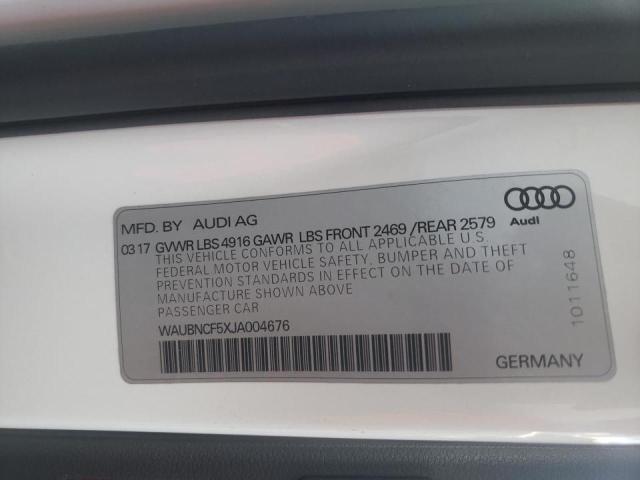 MFD. BY AUDI AG
03 17 GVWR LBS 4916 GAWR LBS FRONT 2469 /REAR 2579
THIS VEHICLE CONFORMS TO ALL APPLICABLE U.S.
FEDERAL MOTOR VEHICLE SAFETY, BUMPER AND THEFT
PREVENTION STANDARDS IN EFFECT ON THE DATE OF
MANUFACTURE SHOWN ABOVE
PASSENGER CAR
WAUBNCF5XJA004676
Audi
1011648
GERMANY